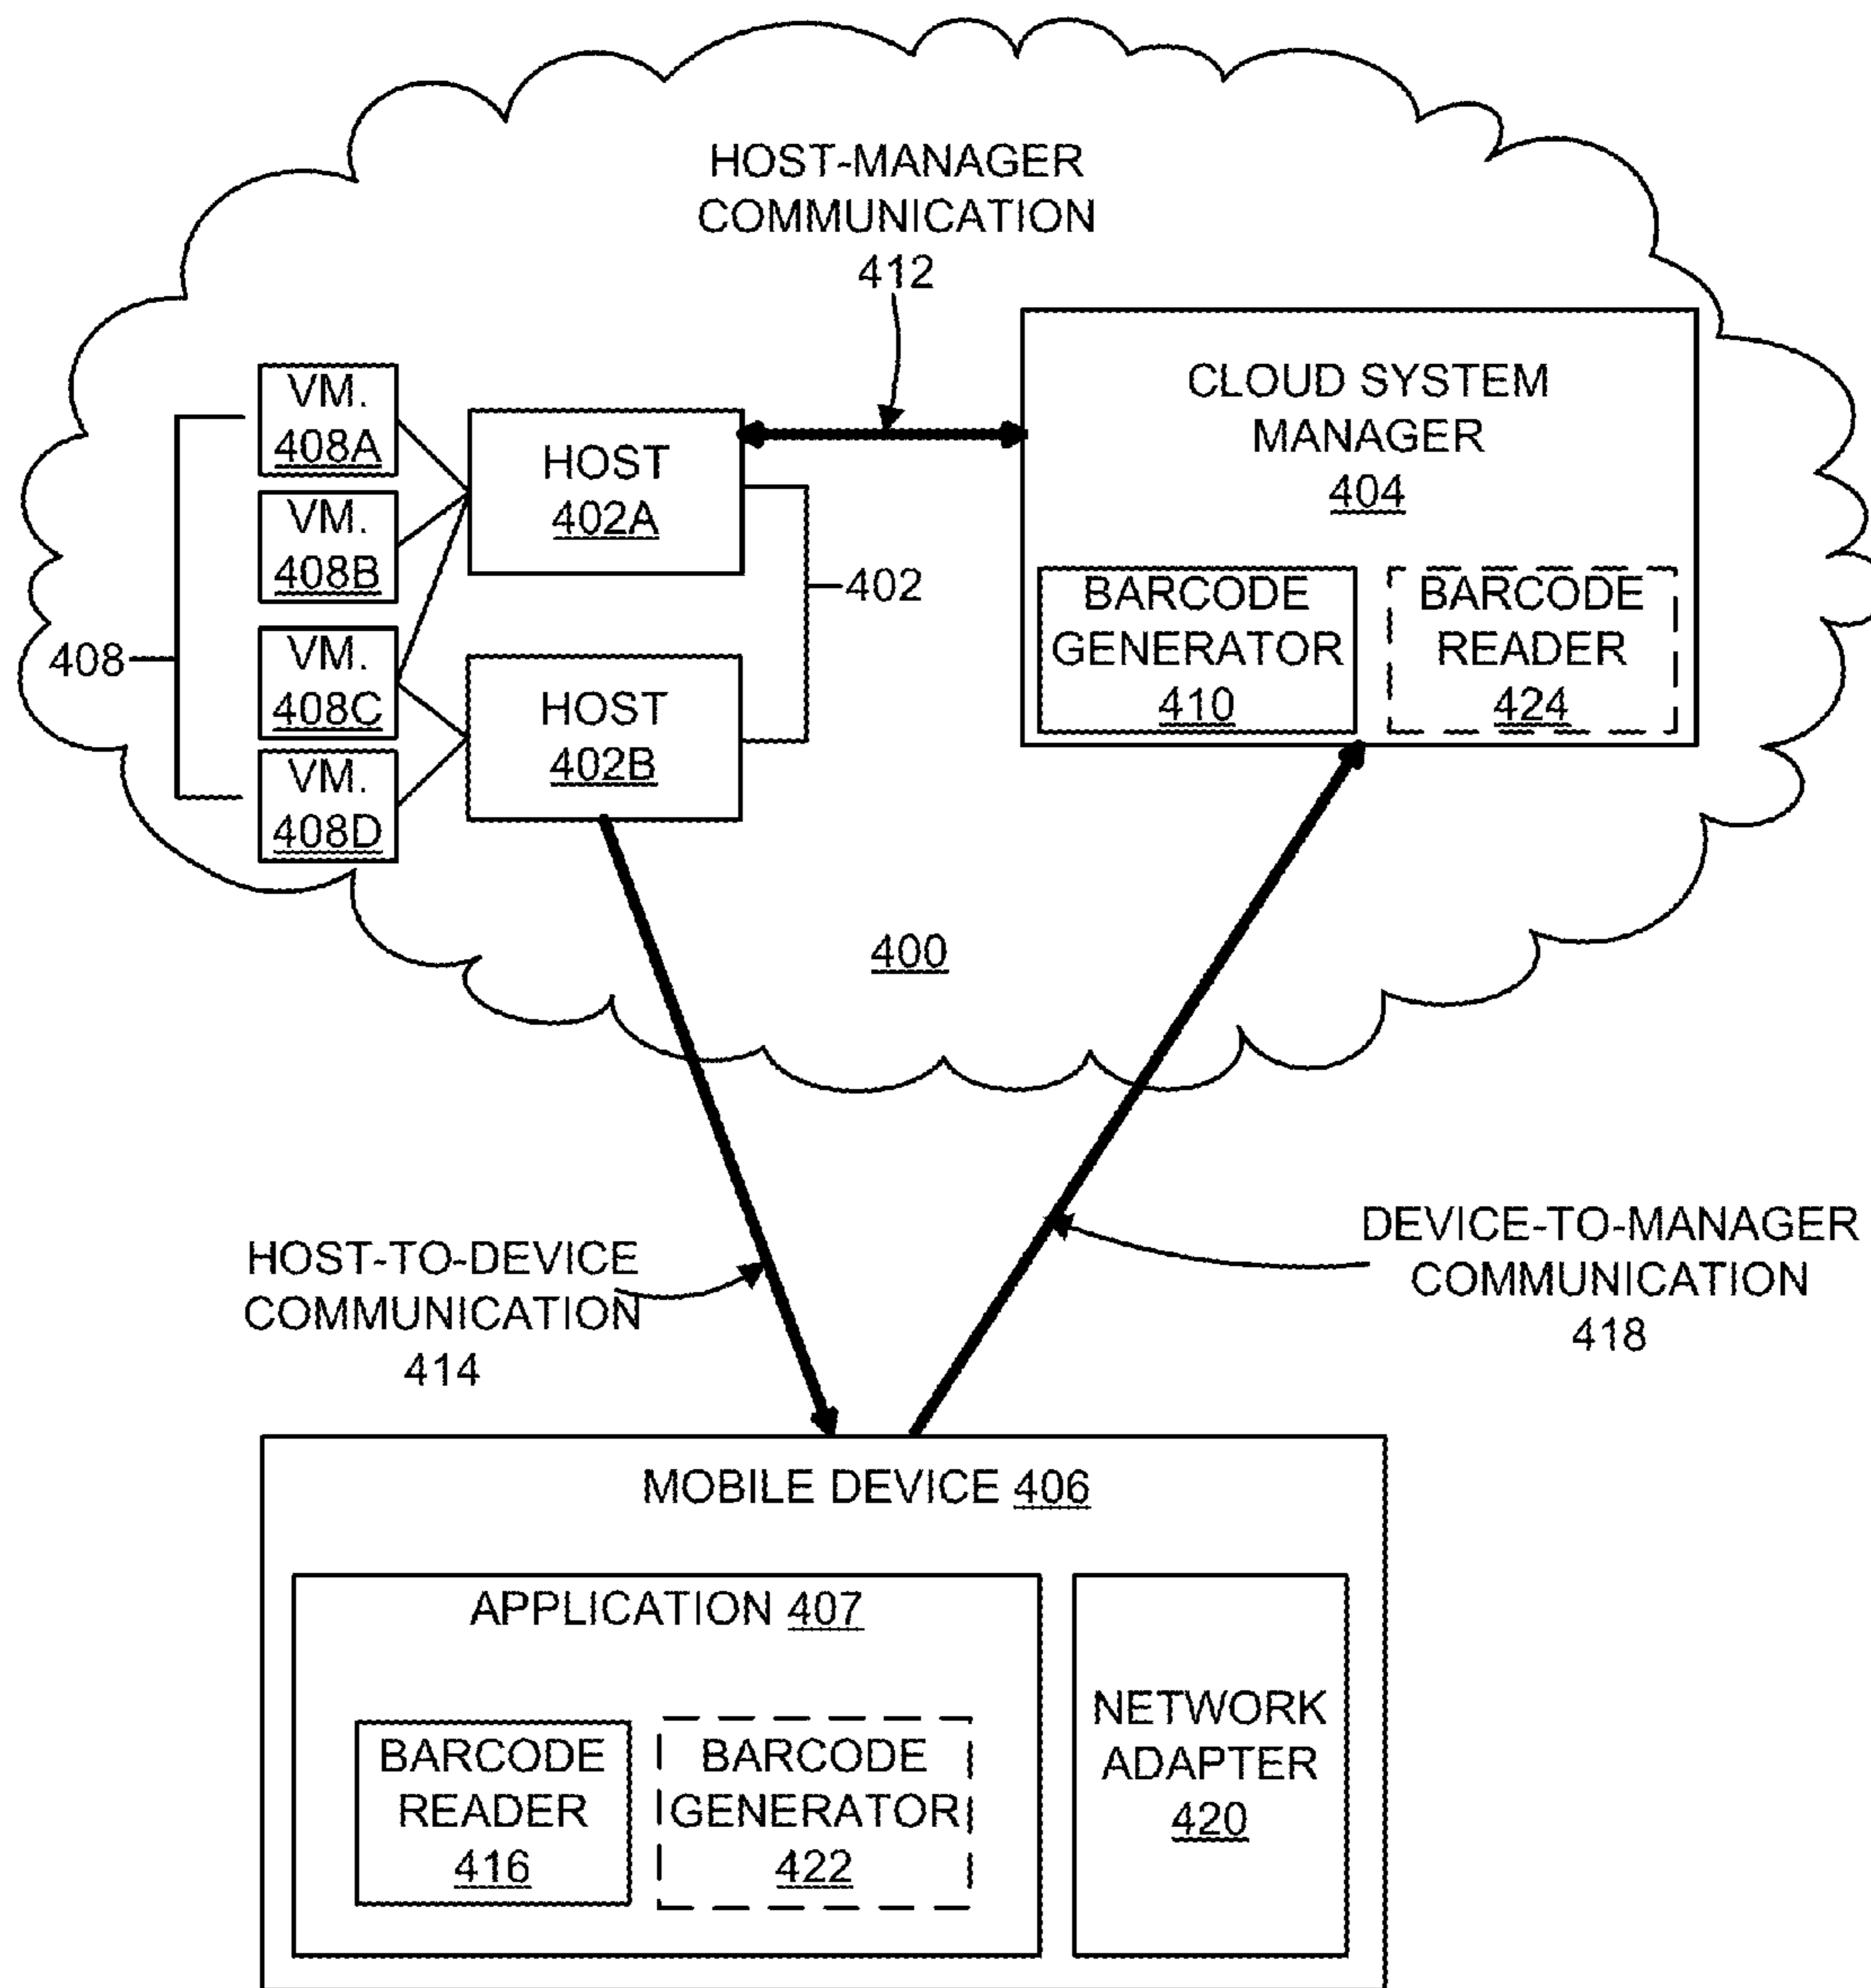 HOST-MANAGER
COMMUNICATION
412
CLOUD SYSTEM
MANAGER
404
BARCODE
GENERATOR
410
BARCODE
READER
424
VM.
408A
VM.
408B
VM.
408C
VM.
408D
408
HOST
402A
HOST
402B
402
400
HOST-TO-DEVICE
COMMUNICATION
414
DEVICE-TO-MANAGER
COMMUNICATION
418
MOBILE DEVICE 406
APPLICATION 407
BARCODE
READER
416
BARCODE
GENERATOR
422
NETWORK
ADAPTER
420